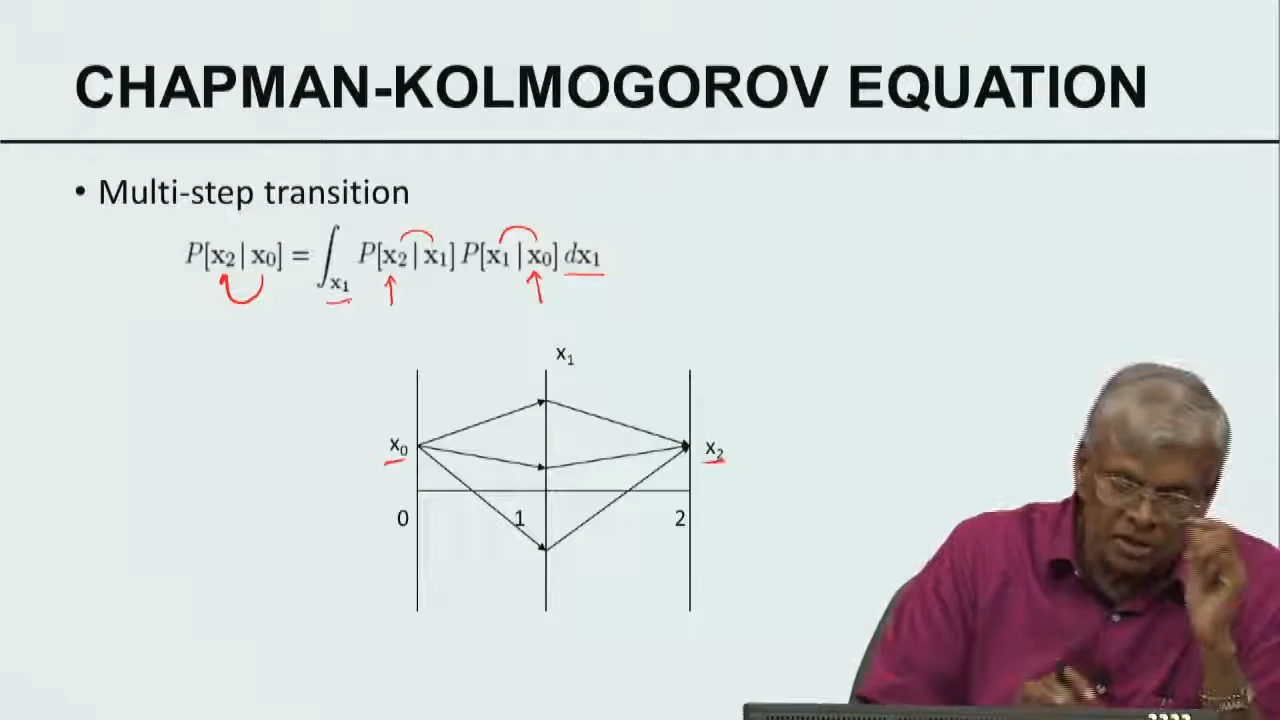 CHAPMAN-KOLMOGOROV EQUATION
• Multi-step transition
P[x₂ | x₀] = ∫ₓ₁ P[x₂ | x₁] P[x₁ | x₀] dx₁
x₁
x₀ x₂
0 1 2